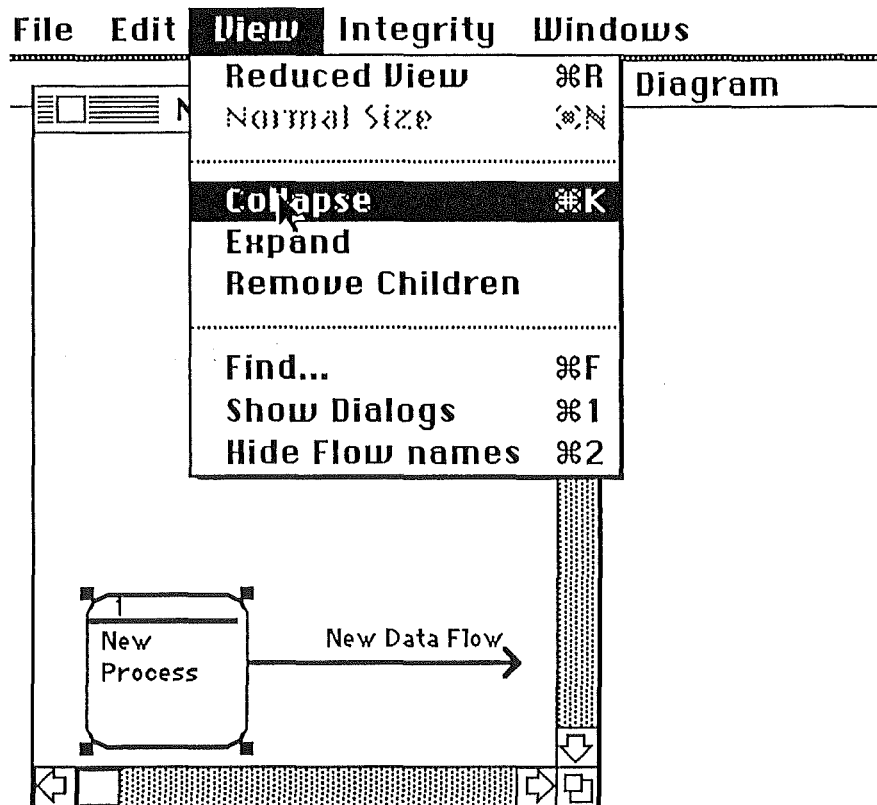 File Edit View Integrity Windows
Reduced View ⌘R
Diagram
Normal Size ⌘N
Collapse ⌘K
Expand
Remove Children
Find... ⌘F
Show Dialogs ⌘1
Hide Flow names ⌘2
1
New
Process
New Data Flow